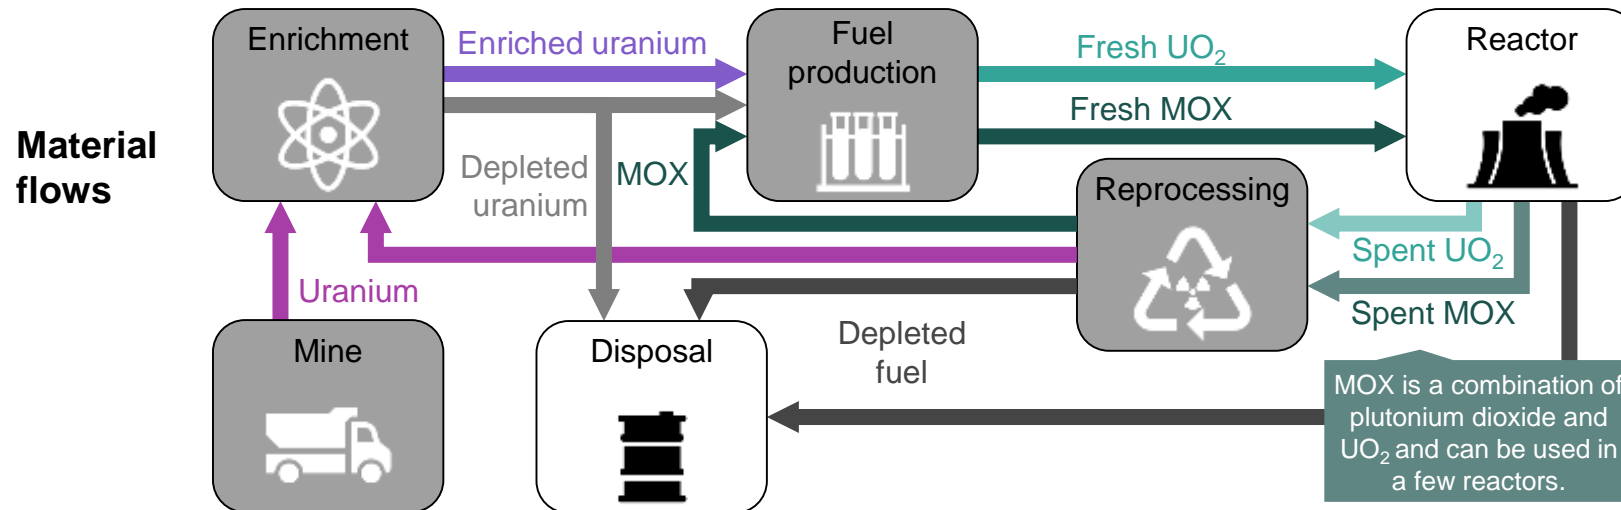 Material
flows
Enrichment
Enriched uranium
Fuel
production
Fresh UO₂
Reactor
Fresh MOX
Depleted
uranium
MOX
Reprocessing
Spent UO₂
Uranium
Spent MOX
Mine
Disposal
Depleted
fuel
MOX is a combination of
plutonium dioxide and
UO₂ and can be used in
a few reactors.